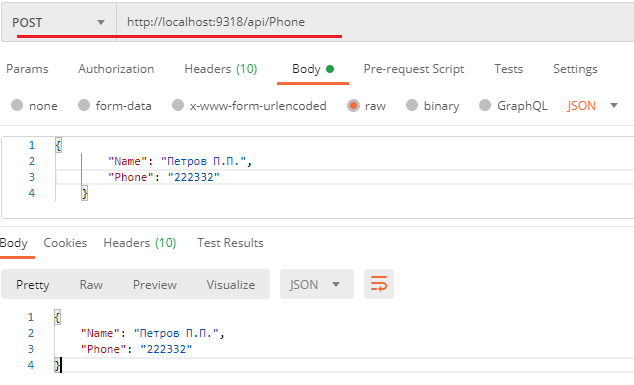 POST http://localhost:9318/api/Phone
Params Authorization Headers (10) Body Pre-request Script Tests Settings
none form-data x-www-form-urlencoded raw binary GraphQL JSON
1 {
2 "Name": "Петров П.П.",
3 "Phone": "222332"
4 }
Body Cookies Headers (10) Test Results
Pretty Raw Preview Visualize JSON
1 {
2 "Name": "Петров П.П.",
3 "Phone": "222332"
4 }